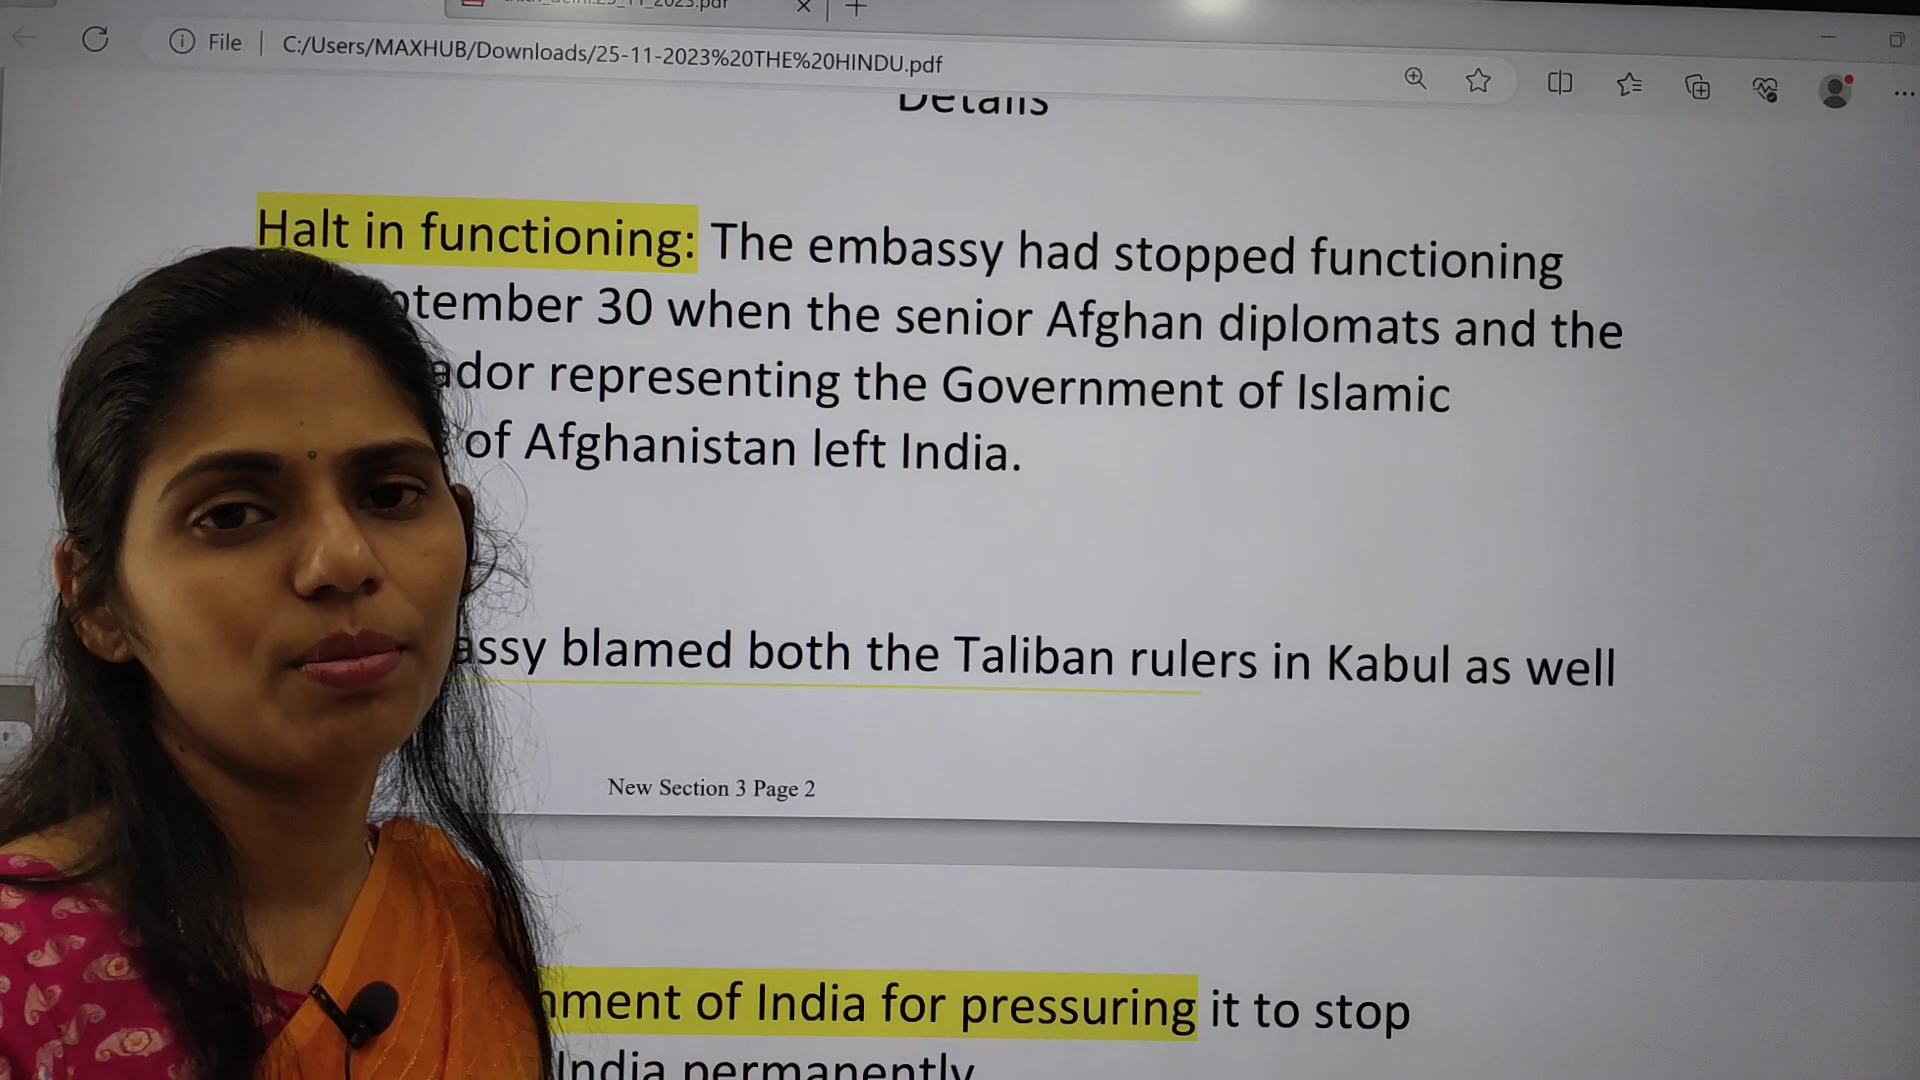 File
C:/Users/MAXHUB/Downloads/25-11-2023%20THE%20HINDU.pdf
Details
Halt in functioning: The embassy had stopped functioning
ptember 30 when the senior Afghan diplomats and the
ador representing the Government of Islamic
of Afghanistan left India.
assy blamed both the Taliban rulers in Kabul as well
New Section 3 Page 2
nment of India for pressuring it to stop
India permanently